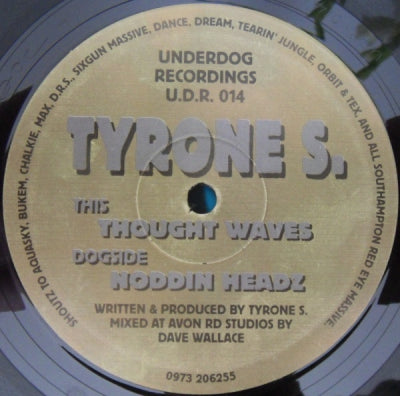 UNDERDOG
RECORDINGS
U.D.R. 014
TYRONE S.
THIS
THOUGHT WAVES
DOGSIDE
NODDIN HEADZ
WRITTEN & PRODUCED BY TYRONE S.
MIXED AT AVON RD STUDIOS BY
DAVE WALLACE
0973 206255
SHOUTZ TO AQUASKY, BUKEM, CHALKIE, MAX, D.R.S., SIXGUN MASSIVE, DANCE, DREAM, TEARIN' JUNGLE, ORBIT & TEX, AND ALL SOUTHAMPTON RED EYE MASSIVE.